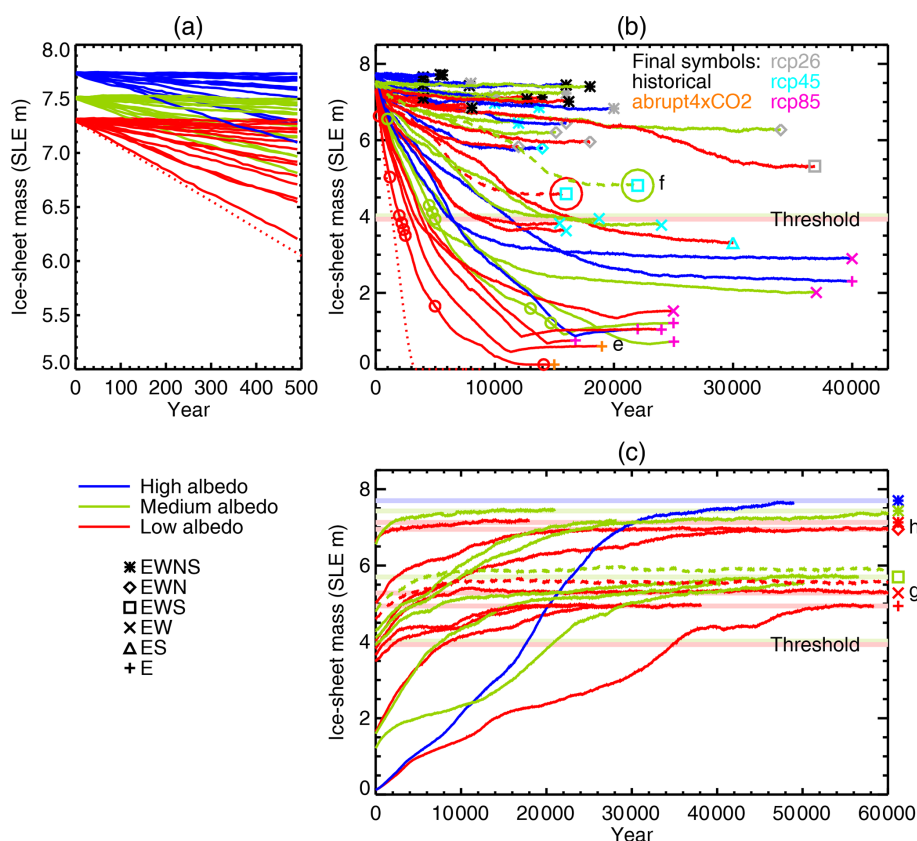 (a)
(b)
8.0
7.5
7.0
6.5
6.0
5.5
5.0
Ice-sheet mass (SLE m)
0 100 200 300 400 500
Year
8
6
4
2
0
Ice-sheet mass (SLE m)
Final symbols: rcp26
historical rcp45
abrupt4xCO2 rcp85
f
Threshold
e
0 10000 20000 30000 40000
Year
(c)
High albedo
Medium albedo
Low albedo
EWNS
EWN
EWS
EW
ES
E
8
6
4
2
0
Ice-sheet mass (SLE m)
h
g
Threshold
0 10000 20000 30000 40000 50000 60000
Year